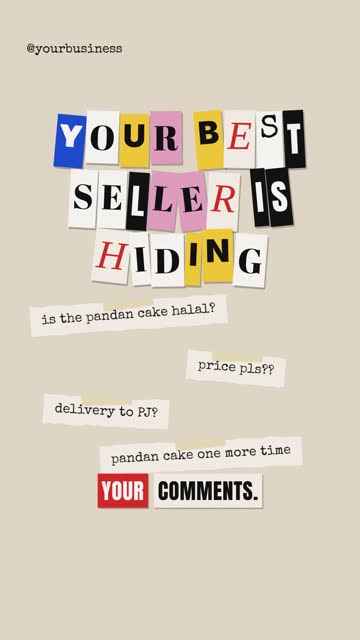 @yourbusiness
YOUR BEST
SELLER IS
HIDING
is the pandan cake halal?
price pls??
delivery to PJ?
pandan cake one more time
YOUR COMMENTS.